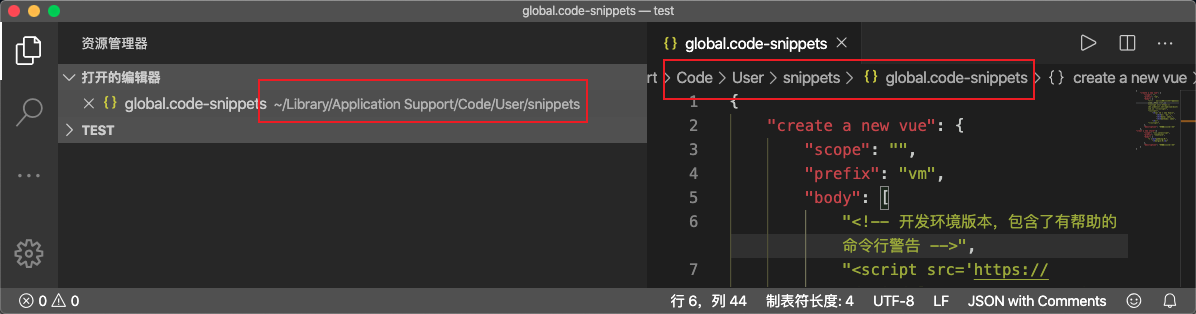 global.code-snippets — test
资源管理器
打开的编辑器
global.code-snippets ~/Library/Application Support/Code/User/snippets
TEST
global.code-snippets
rt > Code > User > snippets > {} global.code-snippets > {} create a new vue >
1 {
2 "create a new vue": {
3 "scope": "",
4 "prefix": "vm",
5 "body": [
6 "<!-- 开发环境版本，包含了有帮助的
命令行警告 -->",
7 "<script src='https://
0 0
行 6，列 44 制表符长度: 4 UTF-8 LF JSON with Comments